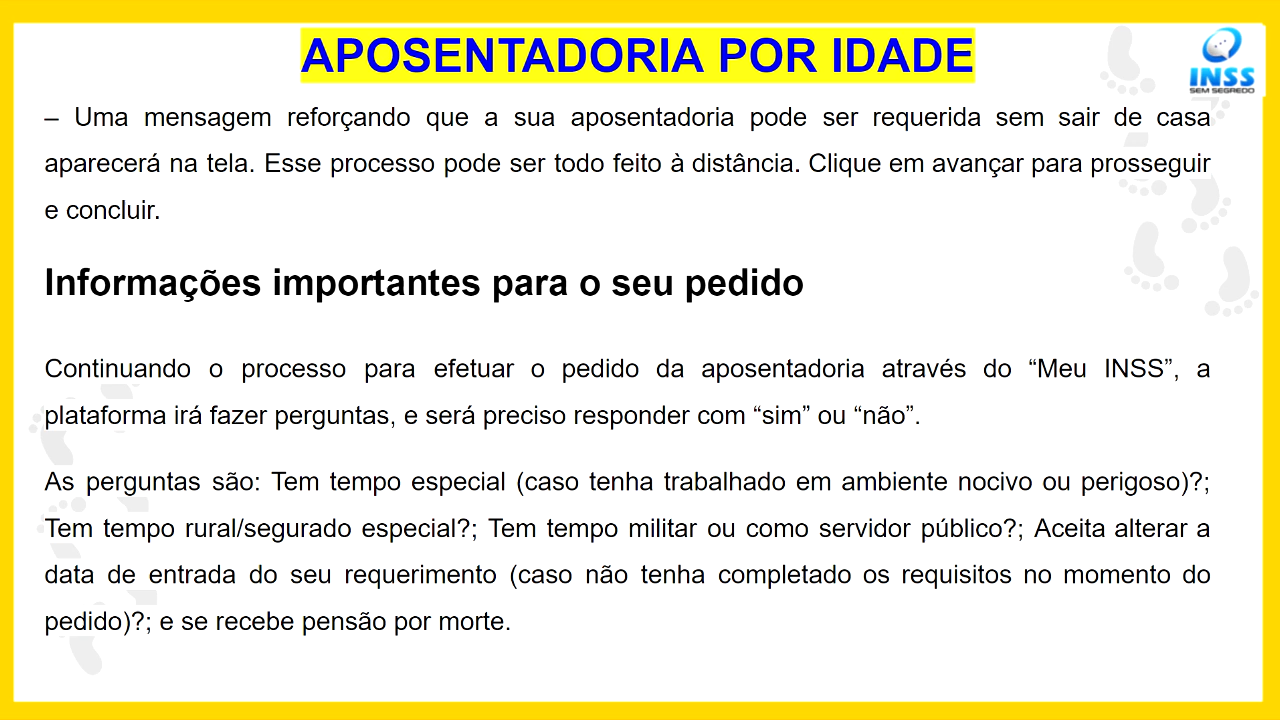 APOSENTADORIA POR IDADE
INSS
SEM SEGREDO
– Uma mensagem reforçando que a sua aposentadoria pode ser requerida sem sair de casa
aparecerá na tela. Esse processo pode ser todo feito à distância. Clique em avançar para prosseguir
e concluir.
Informações importantes para o seu pedido
Continuando o processo para efetuar o pedido da aposentadoria através do “Meu INSS”, a
plataforma irá fazer perguntas, e será preciso responder com “sim” ou “não”.
As perguntas são: Tem tempo especial (caso tenha trabalhado em ambiente nocivo ou perigoso)?;
Tem tempo rural/segurado especial?; Tem tempo militar ou como servidor público?; Aceita alterar a
data de entrada do seu requerimento (caso não tenha completado os requisitos no momento do
pedido)?; e se recebe pensão por morte.